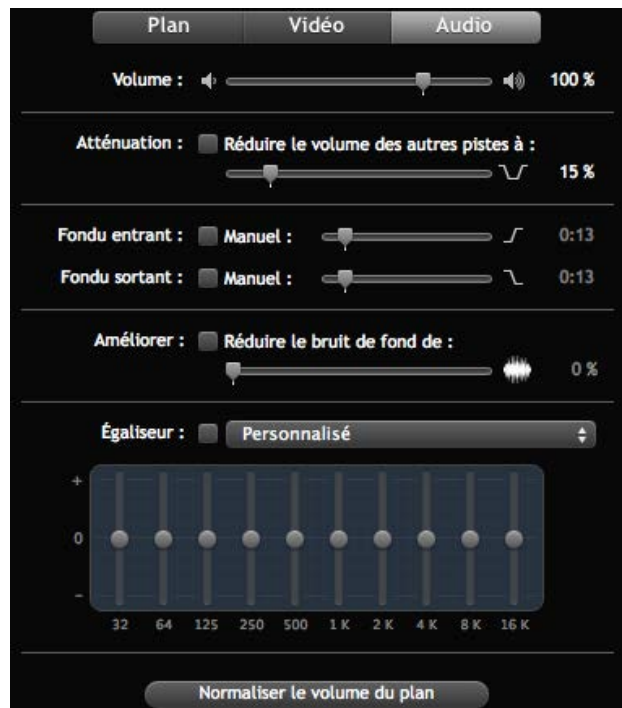 Plan Vidéo Audio
Volume : 100 %
Atténuation : Réduire le volume des autres pistes à :
15 %
Fondu entrant : Manuel : 0:13
Fondu sortant : Manuel : 0:13
Améliorer : Réduire le bruit de fond de :
0 %
Égaliseur : Personnalisé
+
0
–
32 64 125 250 500 1 K 2 K 4 K 8 K 16 K
Normaliser le volume du plan